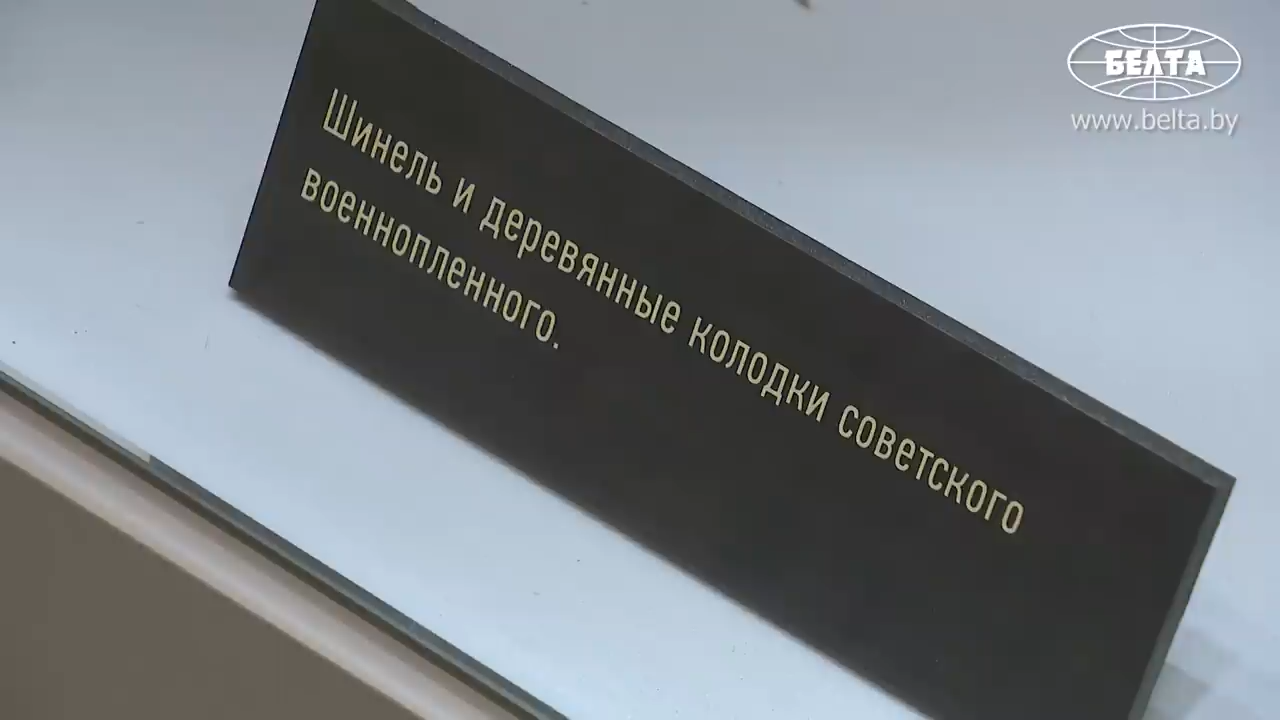 БЕЛТА
www.belta.by
Шинель и деревянные колодки советского
военнопленного.